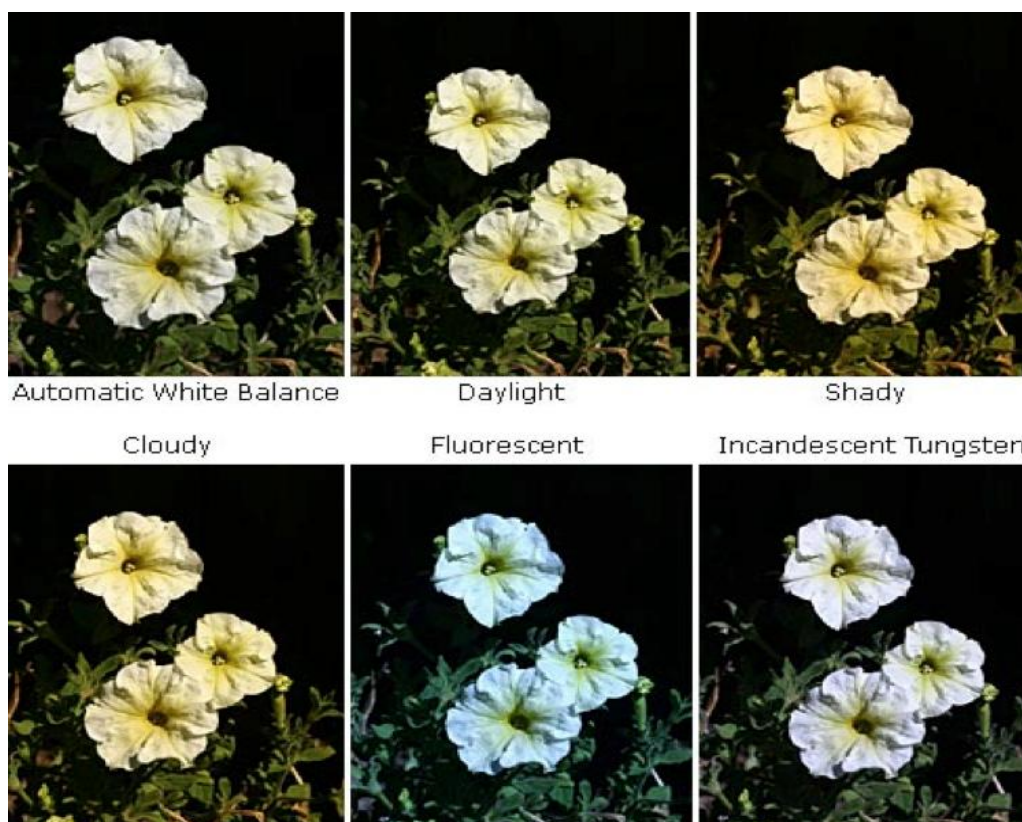 Automatic White Balance
Daylight
Shady
Cloudy
Fluorescent
Incandescent Tungsten